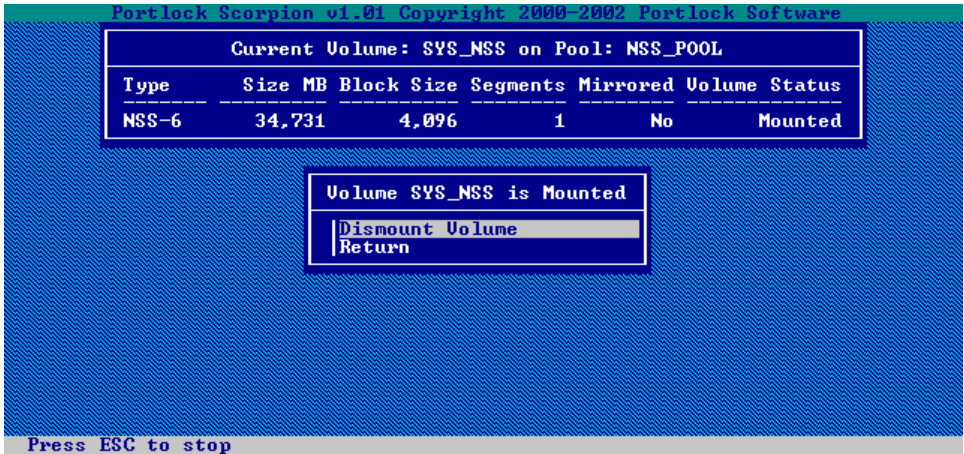 Portlock Scorpion v1.01 Copyright 2000-2002 Portlock Software
Current Volume: SYS_NSS on Pool: NSS_POOL
Type Size MB Block Size Segments Mirrored Volume Status
NSS-6 34,731 4,096 1 No Mounted
Volume SYS_NSS is Mounted
Dismount Volume
Return
Press ESC to stop